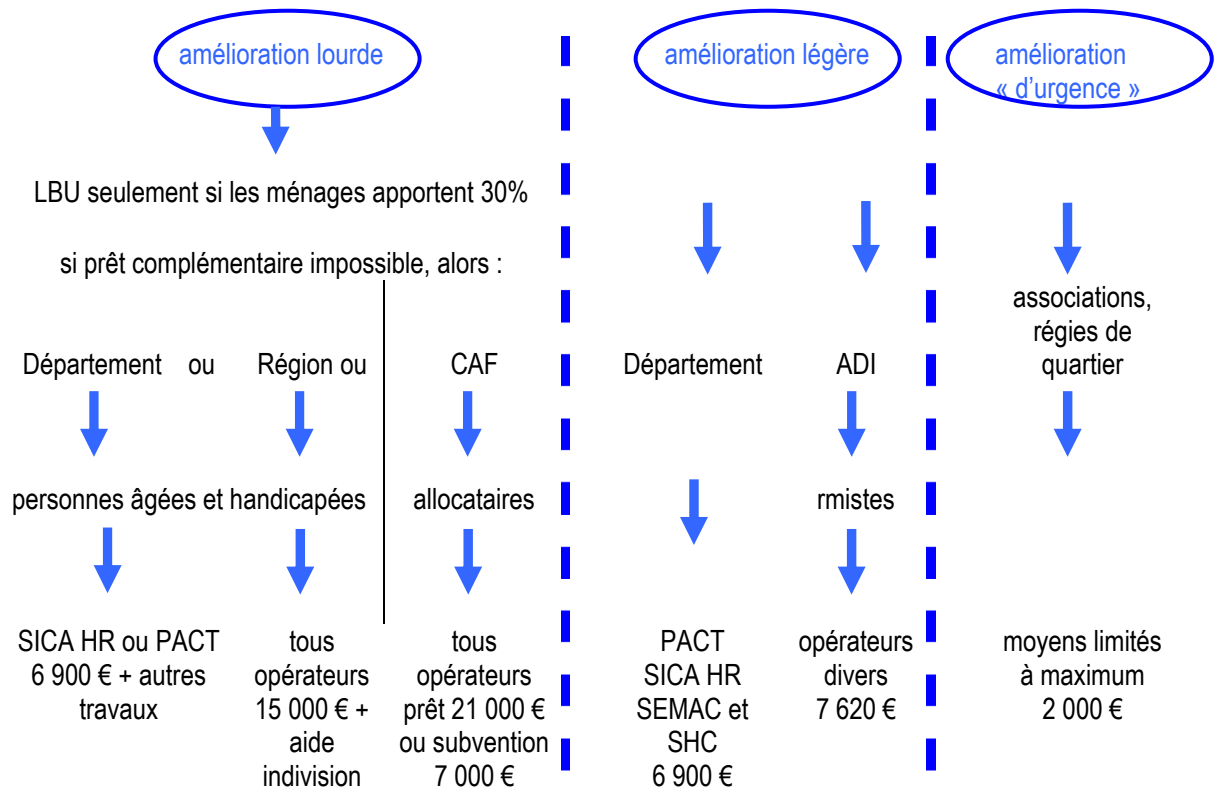 amélioration lourde
amélioration légère
amélioration
« d'urgence »
LBU seulement si les ménages apportent 30%
si prêt complémentaire impossible, alors :
Département ou Région ou CAF
personnes âgées et handicapées
allocataires
SICA HR ou PACT
6 900 € + autres
travaux
tous
opérateurs
15 000 € +
aide
indivision
tous
opérateurs
prêt 21 000 €
ou subvention
7 000 €
Département
PACT
SICA HR
SEMAC et
SHC
6 900 €
ADI
rmistes
opérateurs
divers
7 620 €
associations,
régies de
quartier
moyens limités
à maximum
2 000 €